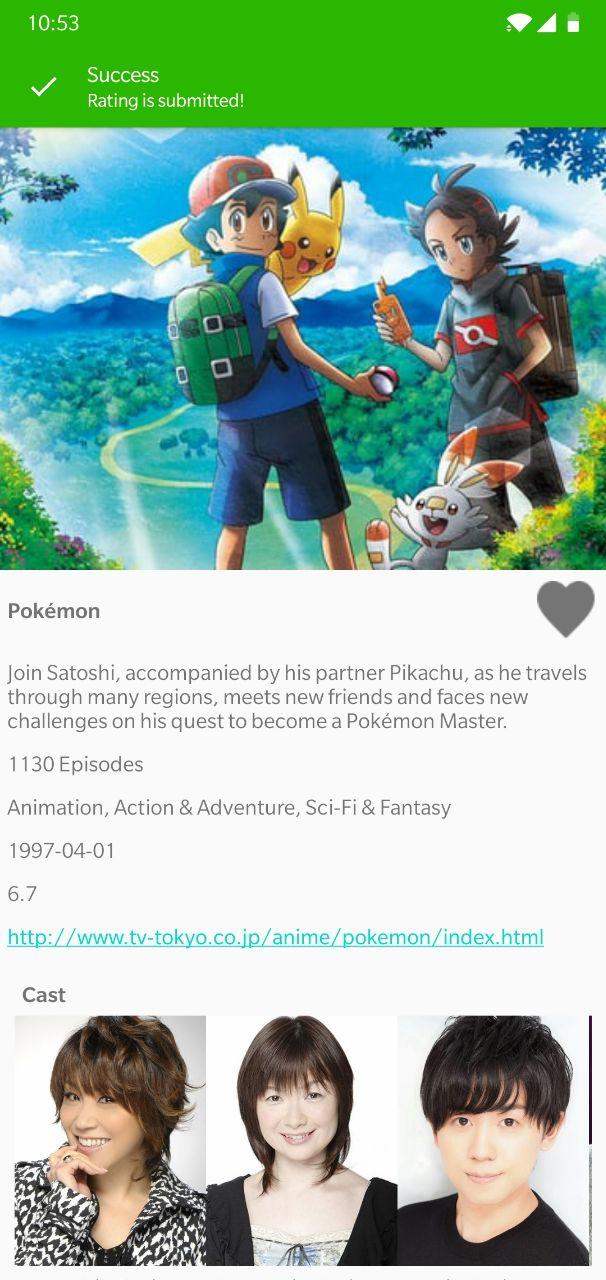 10:53
Success
Rating is submitted!
Pokémon
Join Satoshi, accompanied by his partner Pikachu, as he travels
through many regions, meets new friends and faces new
challenges on his quest to become a Pokémon Master.
1130 Episodes
Animation, Action & Adventure, Sci-Fi & Fantasy
1997-04-01
6.7
http://www.tv-tokyo.co.jp/anime/pokemon/index.html
Cast